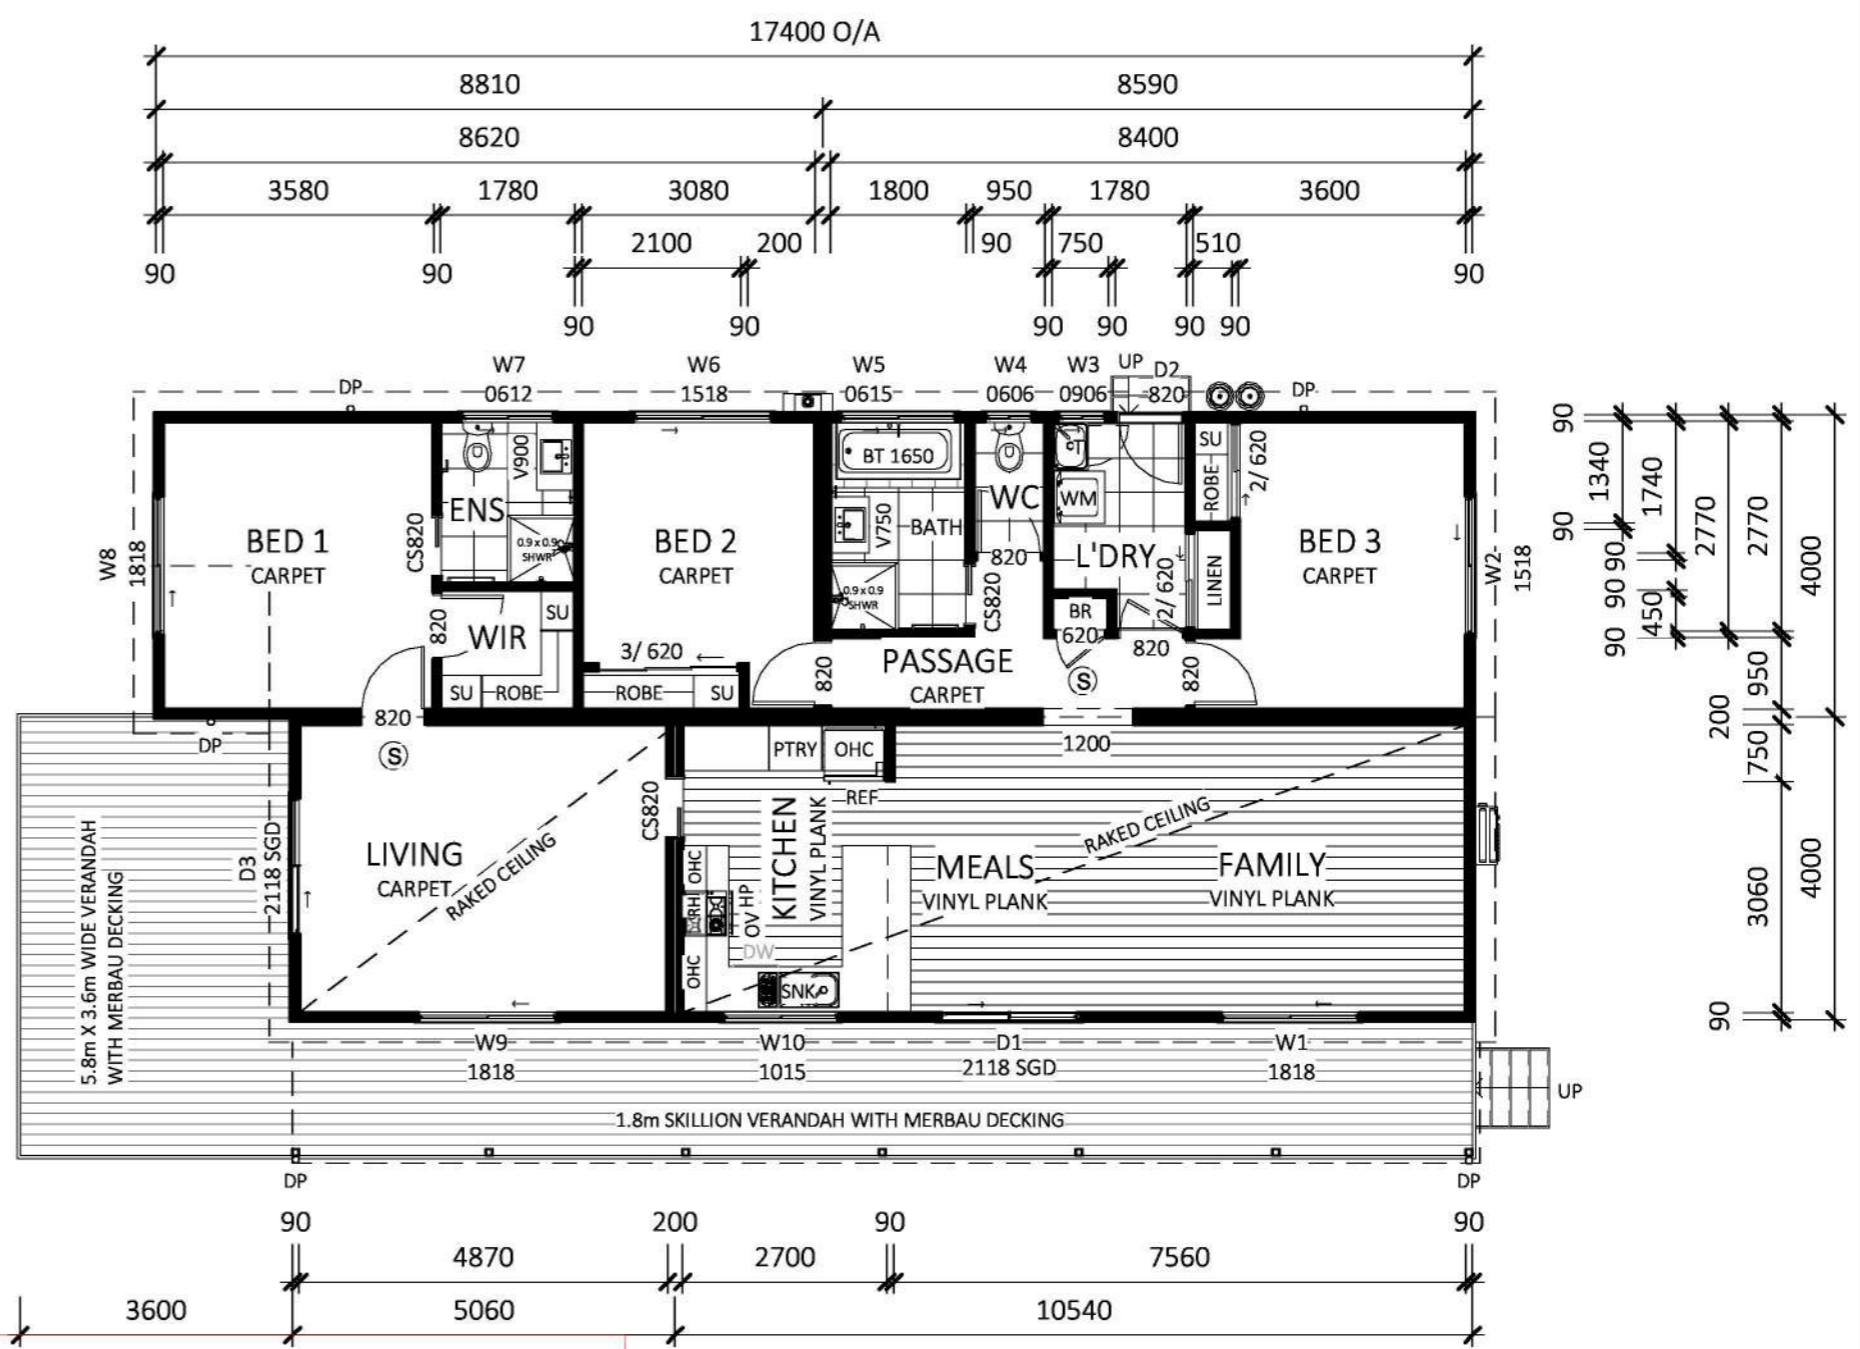 17400 O/A
8810 8590
8620 8400
3580 1780 3080 1800 950 1780 3600
2100 200 90 750 510
90 90 90
90 90 90 90 90 90
W7 W6 W5 W4 W3 UP D2
DP 0612 1518 0615 0606 0906 820 DP
W8
1818
BED 1
CARPET
CS820
ENS
V900
0.9 x 0.9
SHWR
820
WIR
SU
SU ROBE
BED 2
CARPET
3/ 620
ROBE SU
BT 1650
V750
BATH
0.9 x 0.9
SHWR
CS820
WC
820
T
WM
L'DRY
2/ 620
BR
620
820
LINEN
SU
ROBE
2/ 620
BED 3
CARPET
W2
1518
820
PASSAGE
CARPET
S
820
820
S
DP
1200
90
1340
90
1740
90
90
450
90
2770
2770
4000
950
200
750
3060
4000
90
5.8m X 3.6m WIDE VERANDAH
WITH MERBAU DECKING
D3
2118 SGD
LIVING
CARPET
RAKED CEILING
CS820
PTRY OHC
REF
KITCHEN
VINYL PLANK
OHC
RH
OV HP
DW
OHC
SNK
MEALS
VINYL PLANK
RAKED CEILING
FAMILY
VINYL PLANK
W9 W10 D1 W1
1818 1015 2118 SGD 1818
UP
1.8m SKILLION VERANDAH WITH MERBAU DECKING
DP DP
90 200 90 90
4870 2700 7560
3600 5060 10540